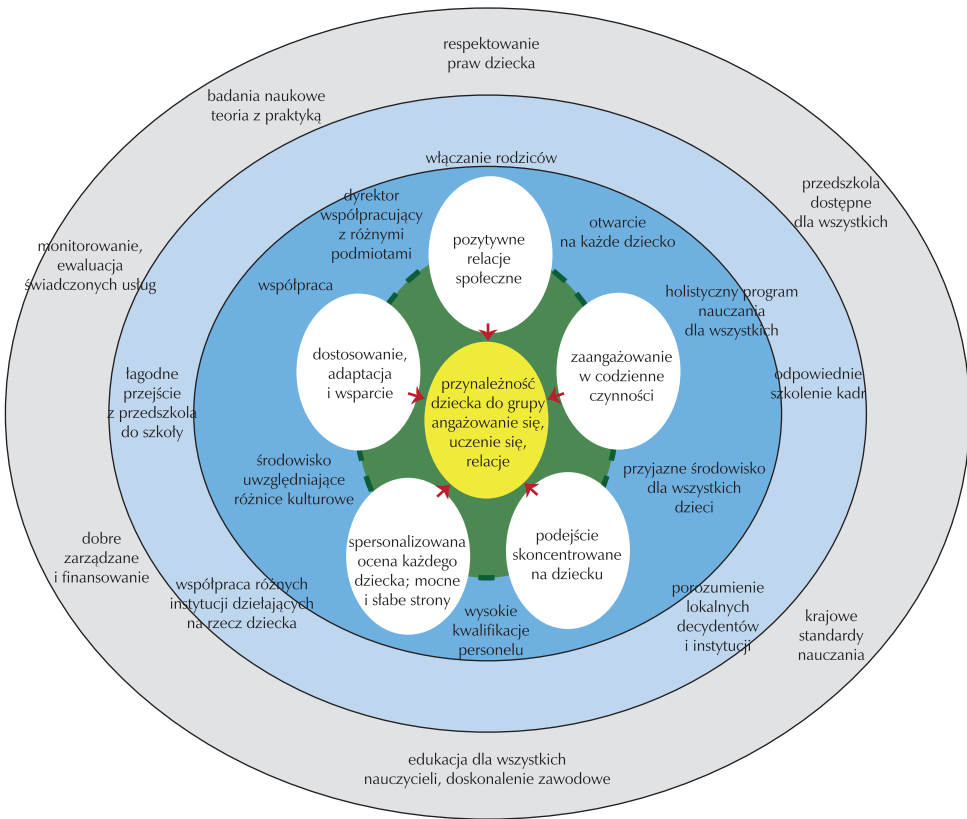 respektowanie
praw dziecka
badania naukowe
teoria z praktyką
włączanie rodziców
przedszkola
dostępne
dla wszystkich
dyrektor
współpracujący
z różnymi
podmiotami
otwarcie
na każde dziecko
pozytywne
relacje
społeczne
monitorowanie,
ewaluacja
świadczonych usług
współpraca
holistyczny program
nauczania
dla wszystkich
dostosowanie,
adaptacja
i wsparcie
zaangażowanie
w codzienne
czynności
łagodne
przejście
z przedszkola
do szkoły
przynależność
dziecka do grupy
angażowanie się,
uczenie się,
relacje
odpowiednie
szkolenie kadr
środowisko
uwzględniające
różnice kulturowe
przyjazne środowisko
dla wszystkich
dzieci
spersonalizowana
ocena każdego
dziecka; mocne
i słabe strony
podejście
skoncentrowane
na dziecku
dobre
zarządzane
i finansowanie
współpraca różnych
instytucji dziełających
na rzecz dziecka
wysokie
kwalifikacje
personelu
porozumienie
lokalnych
decydentów
i instytucji
krajowe
standardy
nauczania
edukacja dla wszystkich
nauczycieli, doskonalenie zawodowe